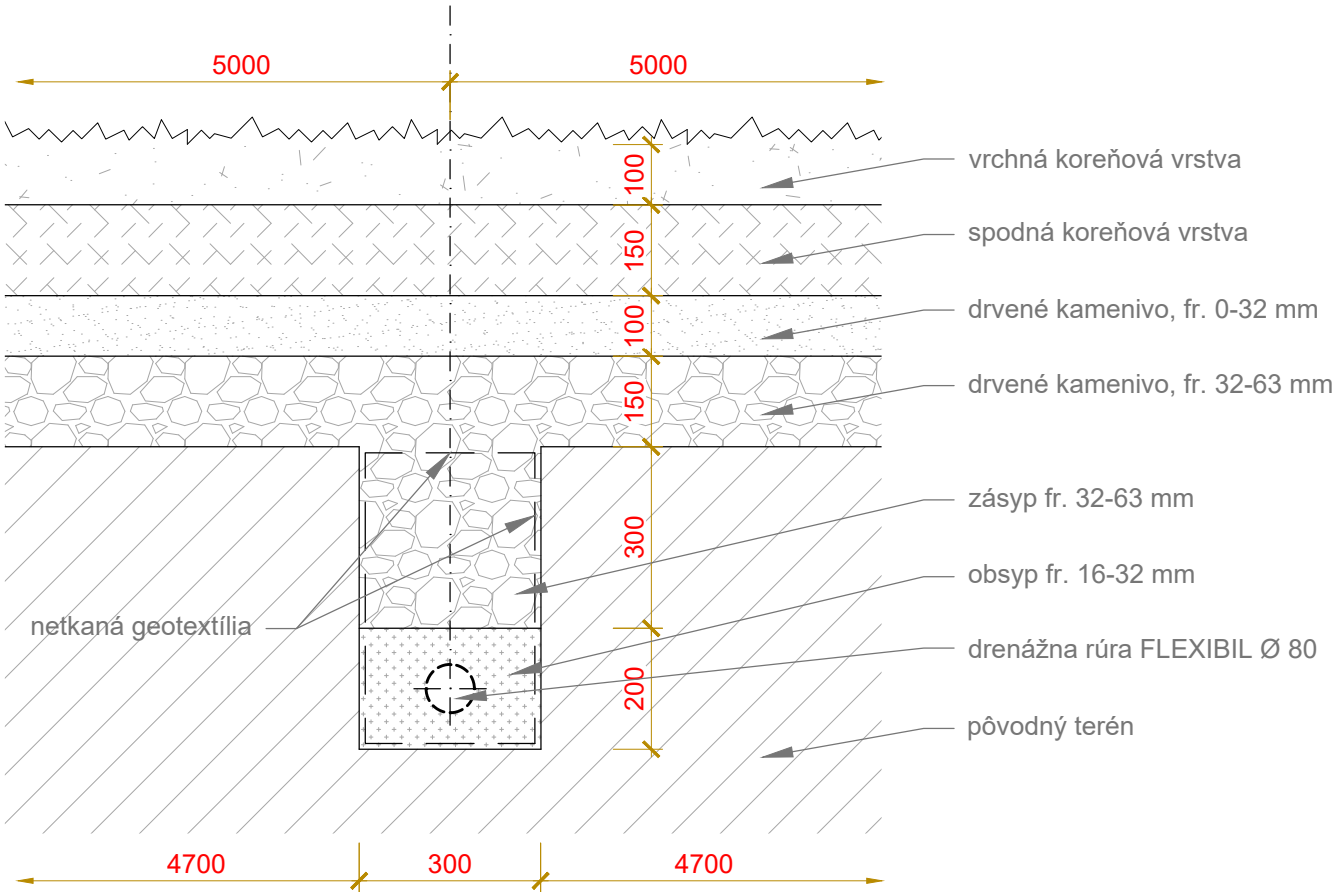 5000
5000
100
vrchná koreňová vrstva
150
spodná koreňová vrstva
100
drvené kamenivo, fr. 0-32 mm
150
drvené kamenivo, fr. 32-63 mm
300
zásyp fr. 32-63 mm
obsyp fr. 16-32 mm
netkaná geotextília
drenážna rúra FLEXIBIL Ø 80
200
pôvodný terén
4700
300
4700